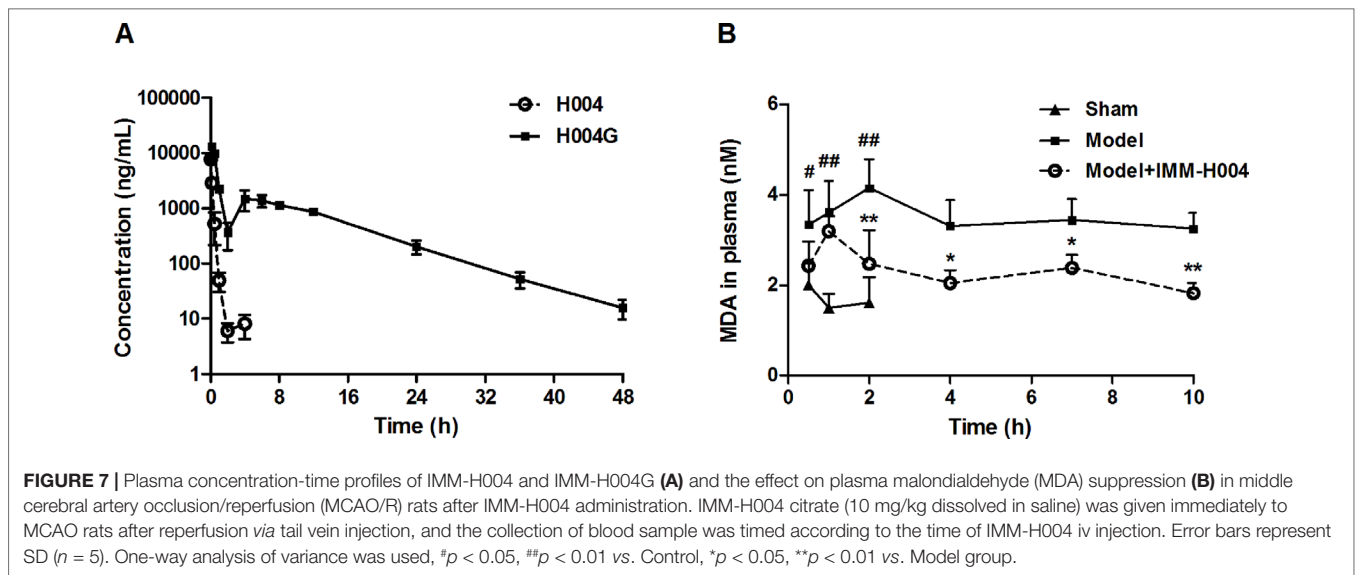 A
H004
H004G
Concentration (ng/mL)
100000
10000
1000
100
10
1
0 8 16 24 32 40 48
Time (h)
B
Sham
Model
Model+IMM-H004
MDA in plasma (nM)
6
4
2
0
# ## ##
** * * **
0 2 4 6 8 10
Time (h)
FIGURE 7 | Plasma concentration-time profiles of IMM-H004 and IMM-H004G (A) and the effect on plasma malondialdehyde (MDA) suppression (B) in middle
cerebral artery occlusion/reperfusion (MCAO/R) rats after IMM-H004 administration. IMM-H004 citrate (10 mg/kg dissolved in saline) was given immediately to
MCAO rats after reperfusion via tail vein injection, and the collection of blood sample was timed according to the time of IMM-H004 iv injection. Error bars represent
SD (n = 5). One-way analysis of variance was used, #p < 0.05, ##p < 0.01 vs. Control, *p < 0.05, **p < 0.01 vs. Model group.